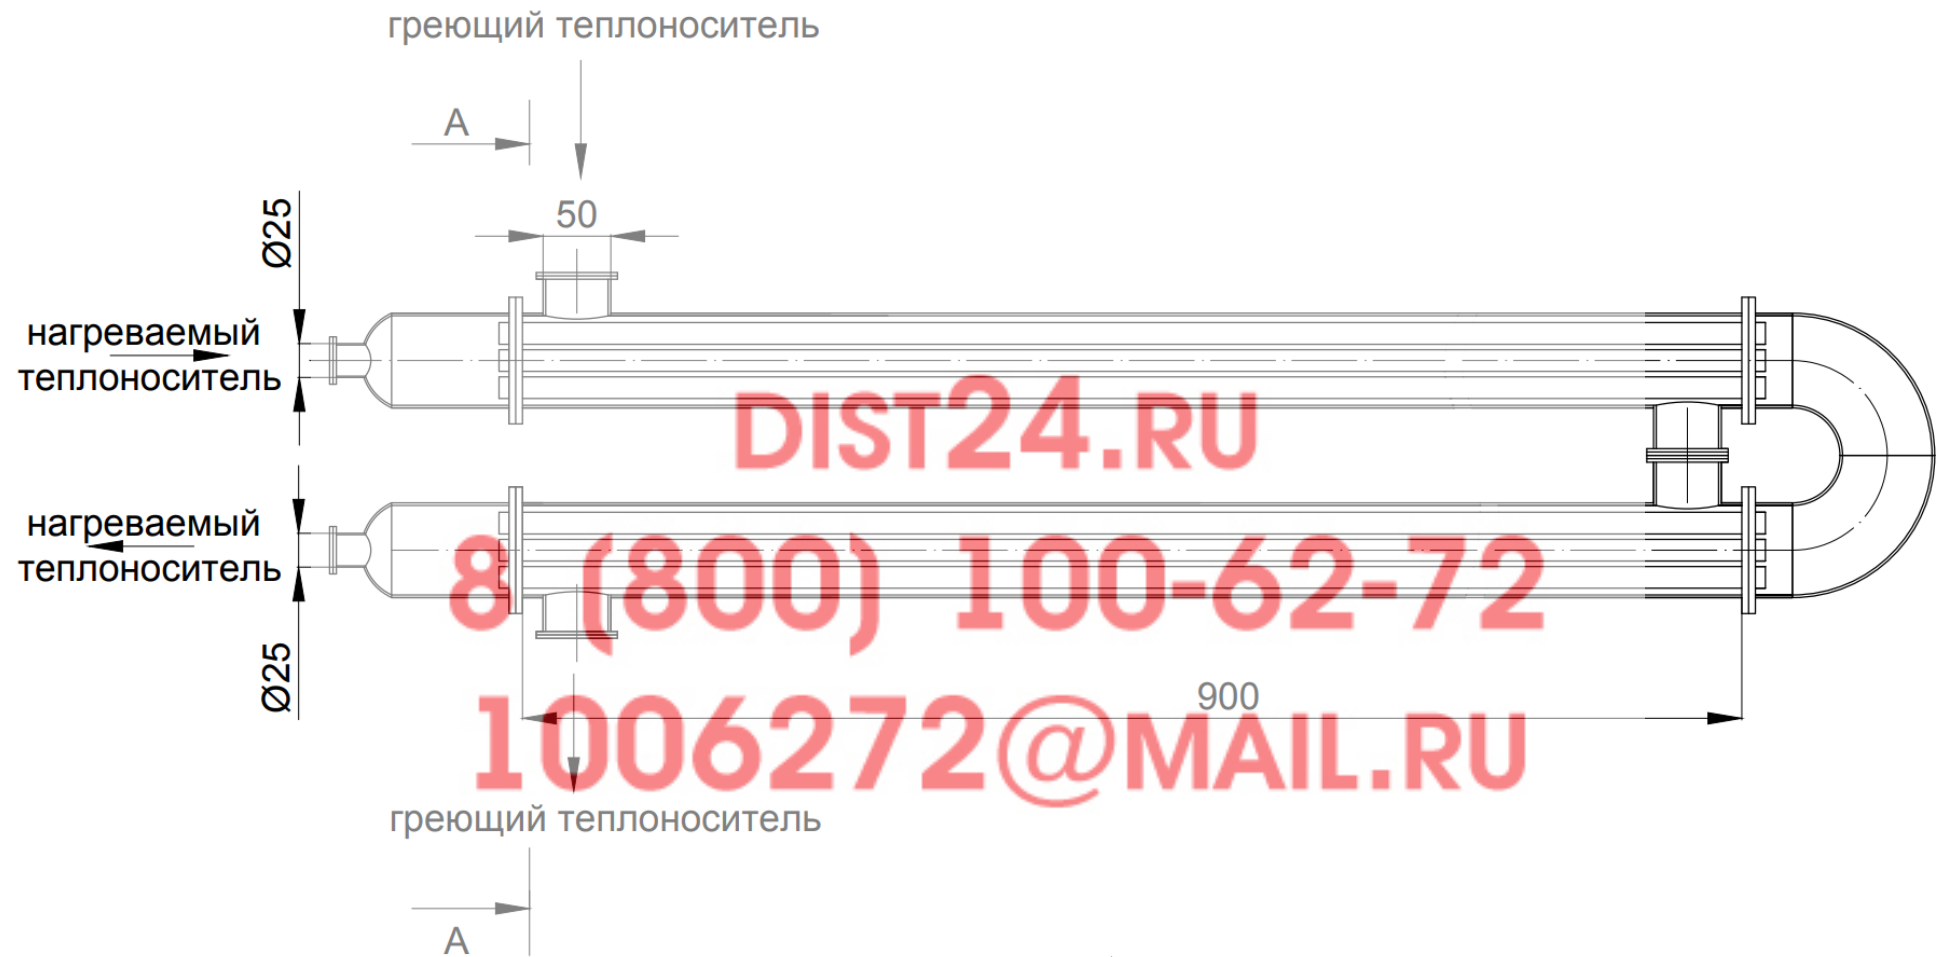 греющий теплоноситель
А
50
Ø25
нагреваемый
теплоноситель
DIST24.RU
нагреваемый
теплоноситель
8 (800) 100-62-72
Ø25
900
1006272@MAIL.RU
греющий теплоноситель
А